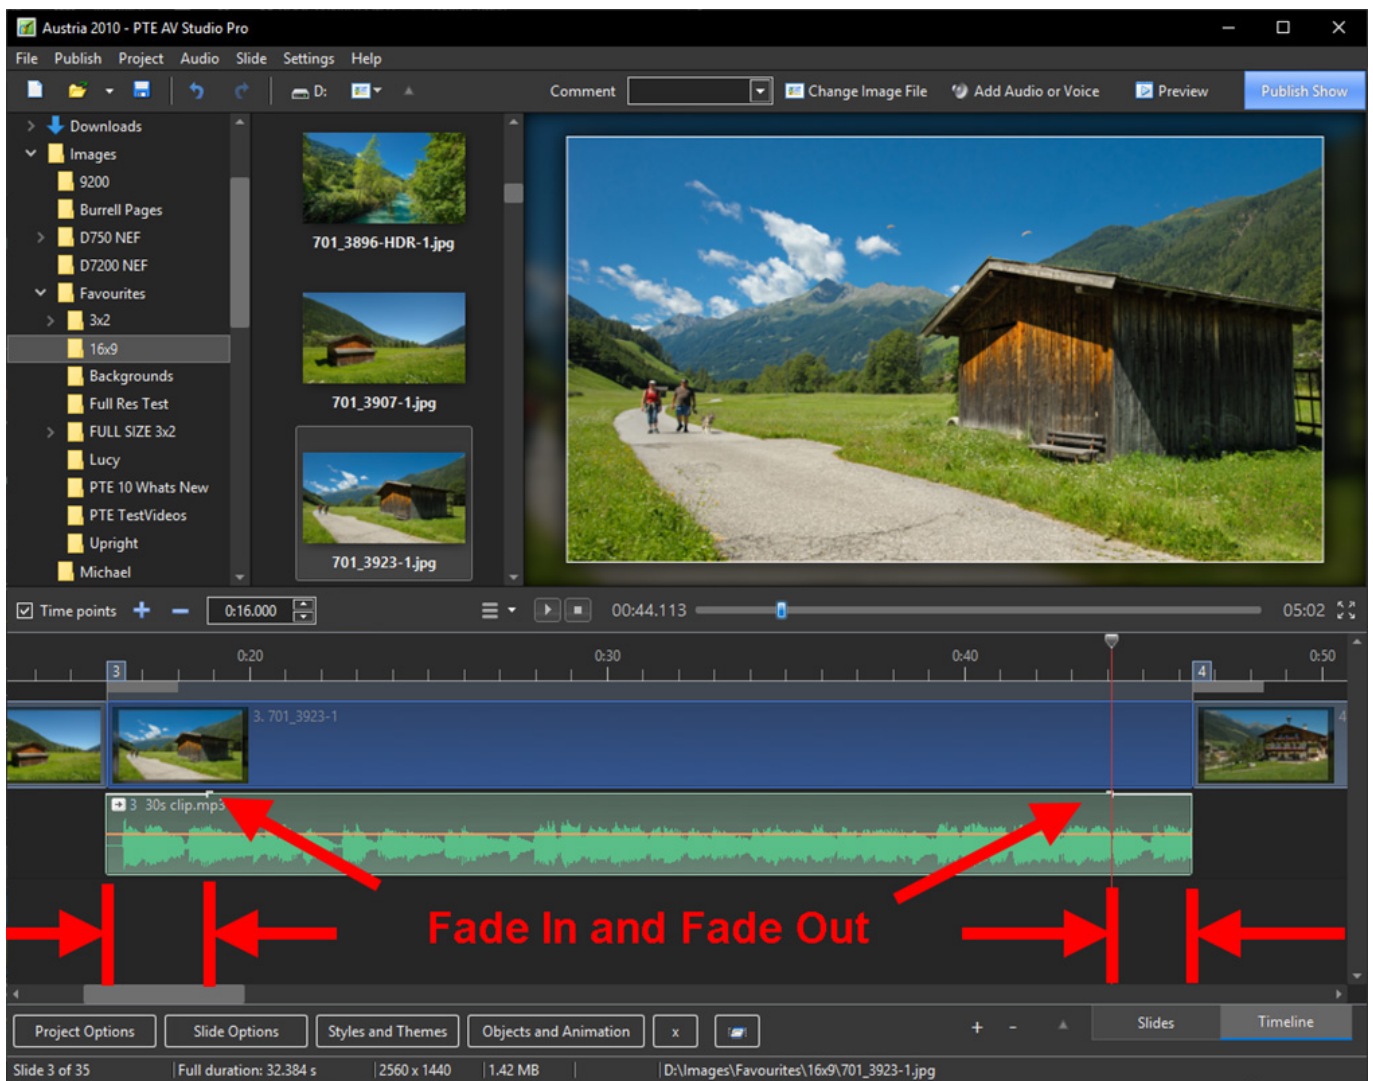 Austria 2010 - PTE AV Studio Pro
File Publish Project Audio Slide Settings Help
D: Comment Change Image File Add Audio or Voice Preview Publish Show
Downloads
Images
9200
Burrell Pages
D750 NEF
D7200 NEF
Favourites
3x2
16x9
Backgrounds
Full Res Test
FULL SIZE 3x2
Lucy
PTE 10 Whats New
PTE TestVideos
Upright
Michael
701_3896-HDR-1.jpg
701_3907-1.jpg
701_3923-1.jpg
Time points 0:16.000 00:44.113 05:02
0:20 0:30 0:40 0:50
3 4
3. 701_3923-1 4
3 30s clip.mp3
Fade In and Fade Out
Project Options Slide Options Styles and Themes Objects and Animation x + - Slides Timeline
Slide 3 of 35 Full duration: 32.384 s 2560 x 1440 1.42 MB D:\Images\Favourites\16x9\701_3923-1.jpg